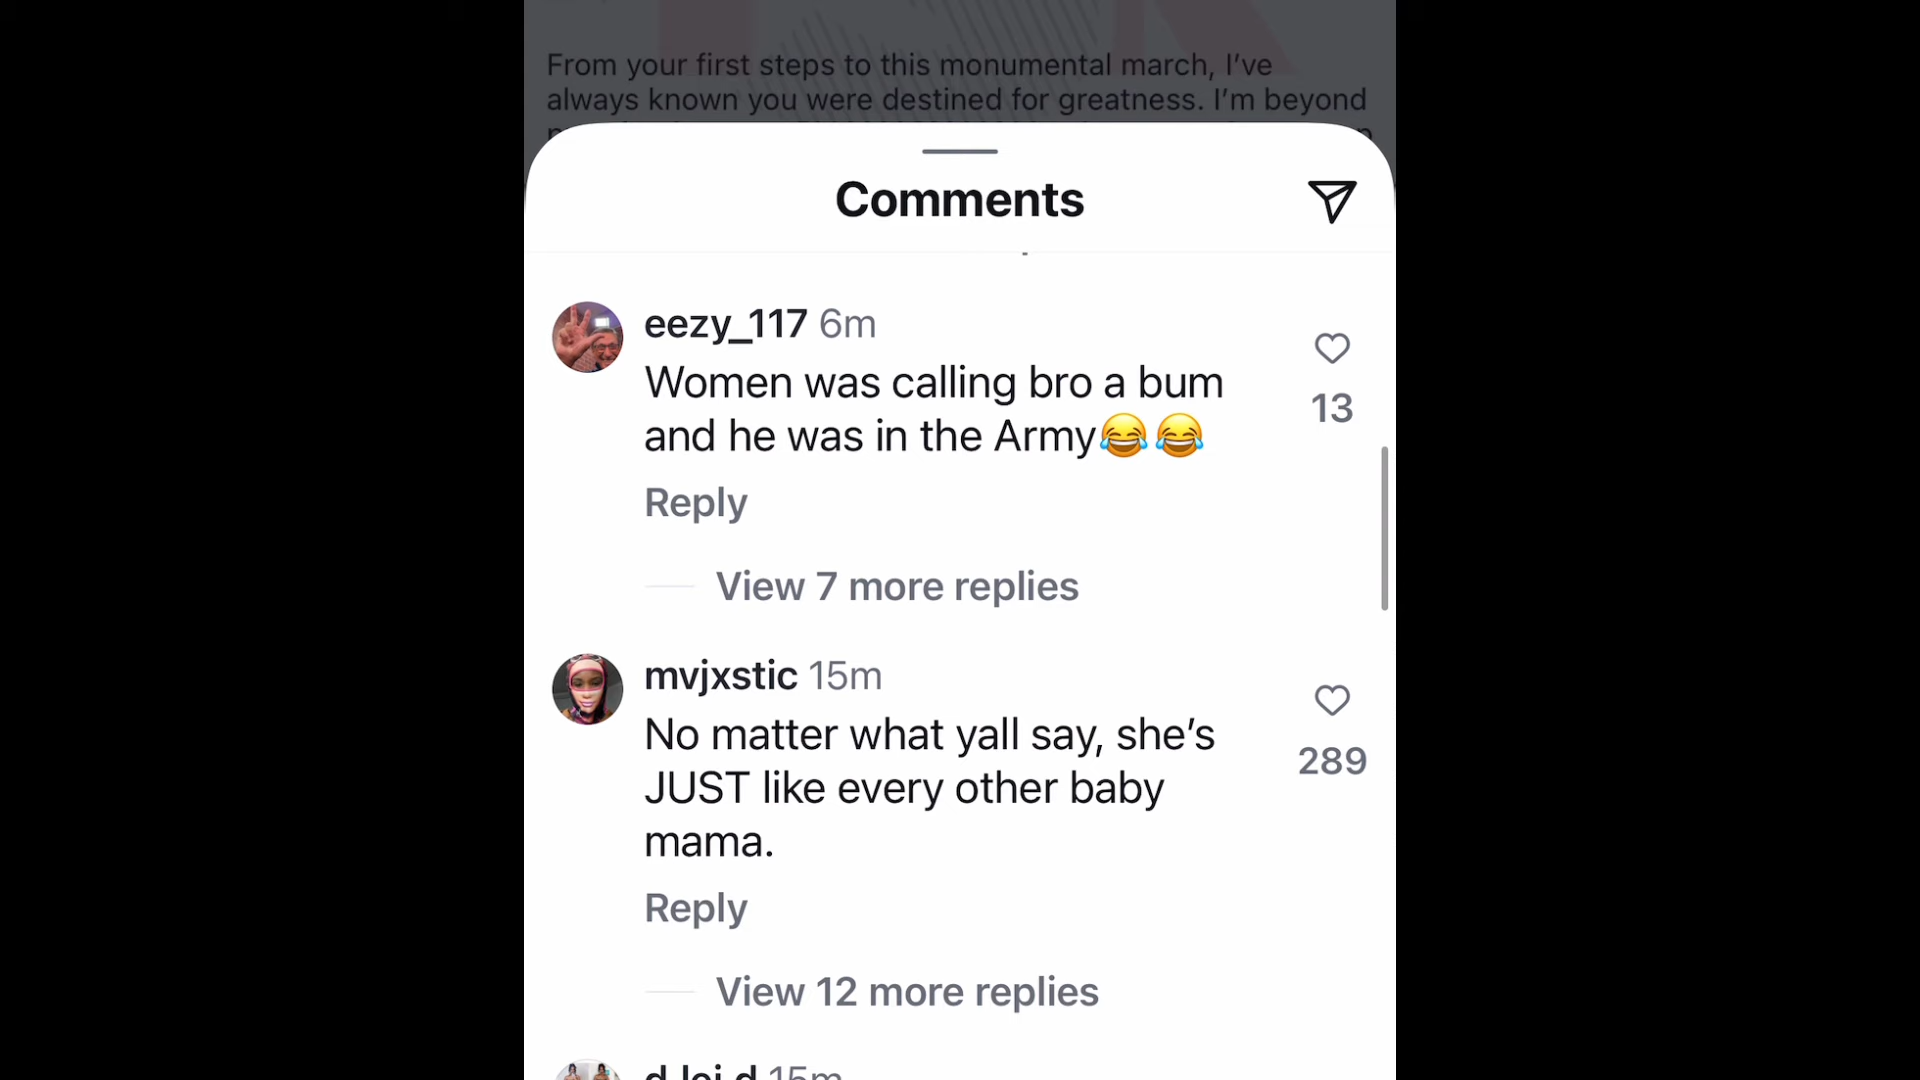 From your first steps to this monumental march, I've
always known you were destined for greatness. I'm beyond
Comments
eezy_117 6m
Women was calling bro a bum
and he was in the Army😂😂
13
Reply
View 7 more replies
mvjxstic 15m
No matter what yall say, she's
JUST like every other baby
mama.
289
Reply
View 12 more replies
15m